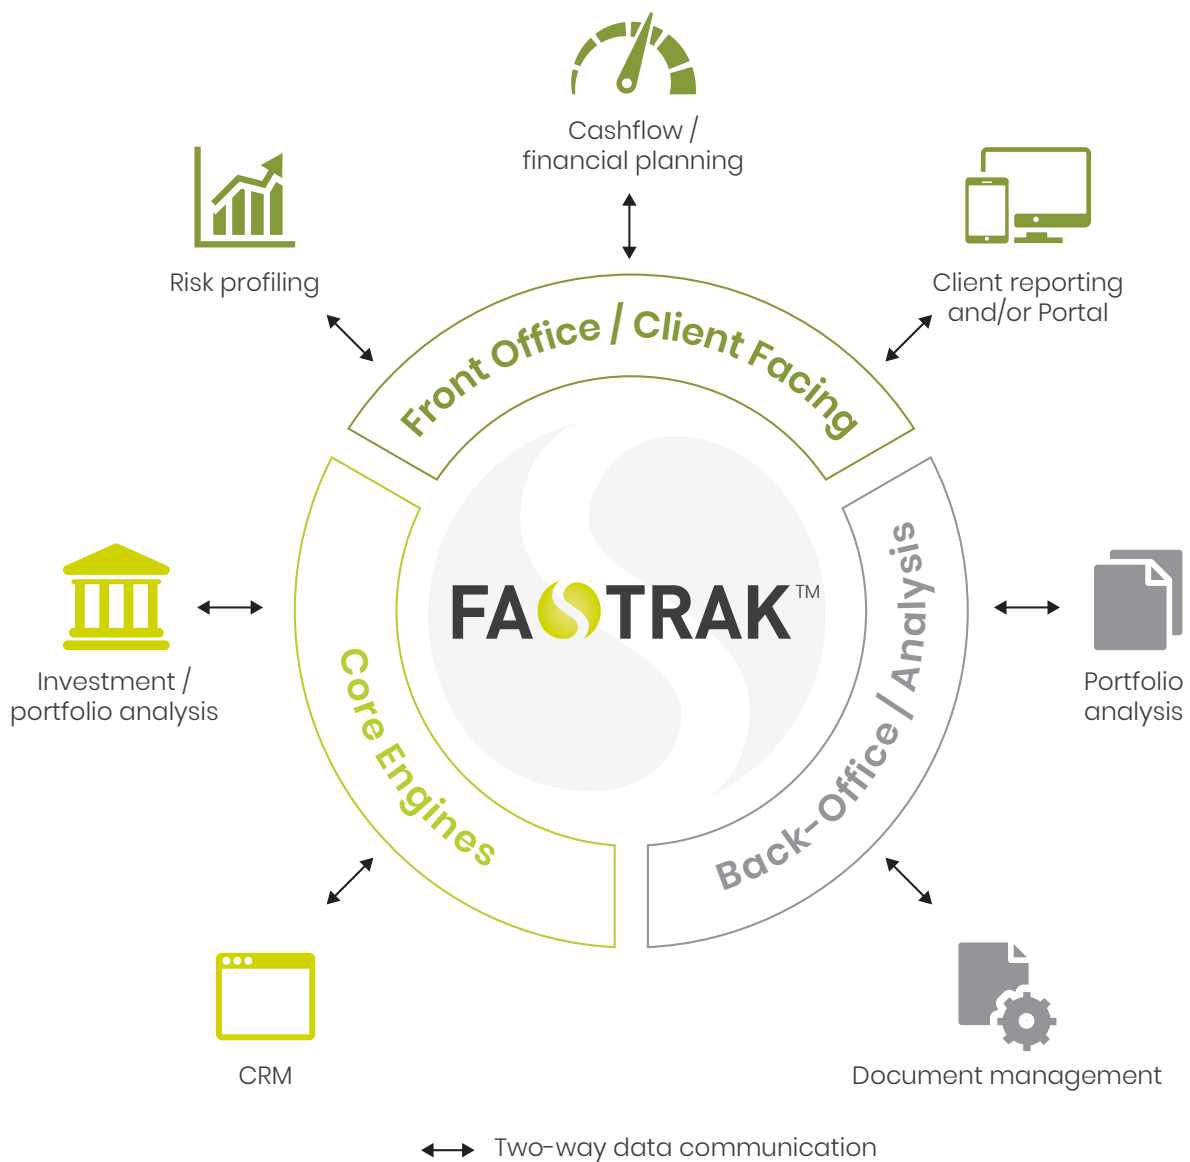 Cashflow /
financial planning
Risk profiling
Client reporting
and/or Portal
Front Office / Client Facing
FASTRAK™
Investment /
portfolio analysis
Core Engines
Back-Office / Analysis
Portfolio
analysis
CRM
Document management
Two-way data communication